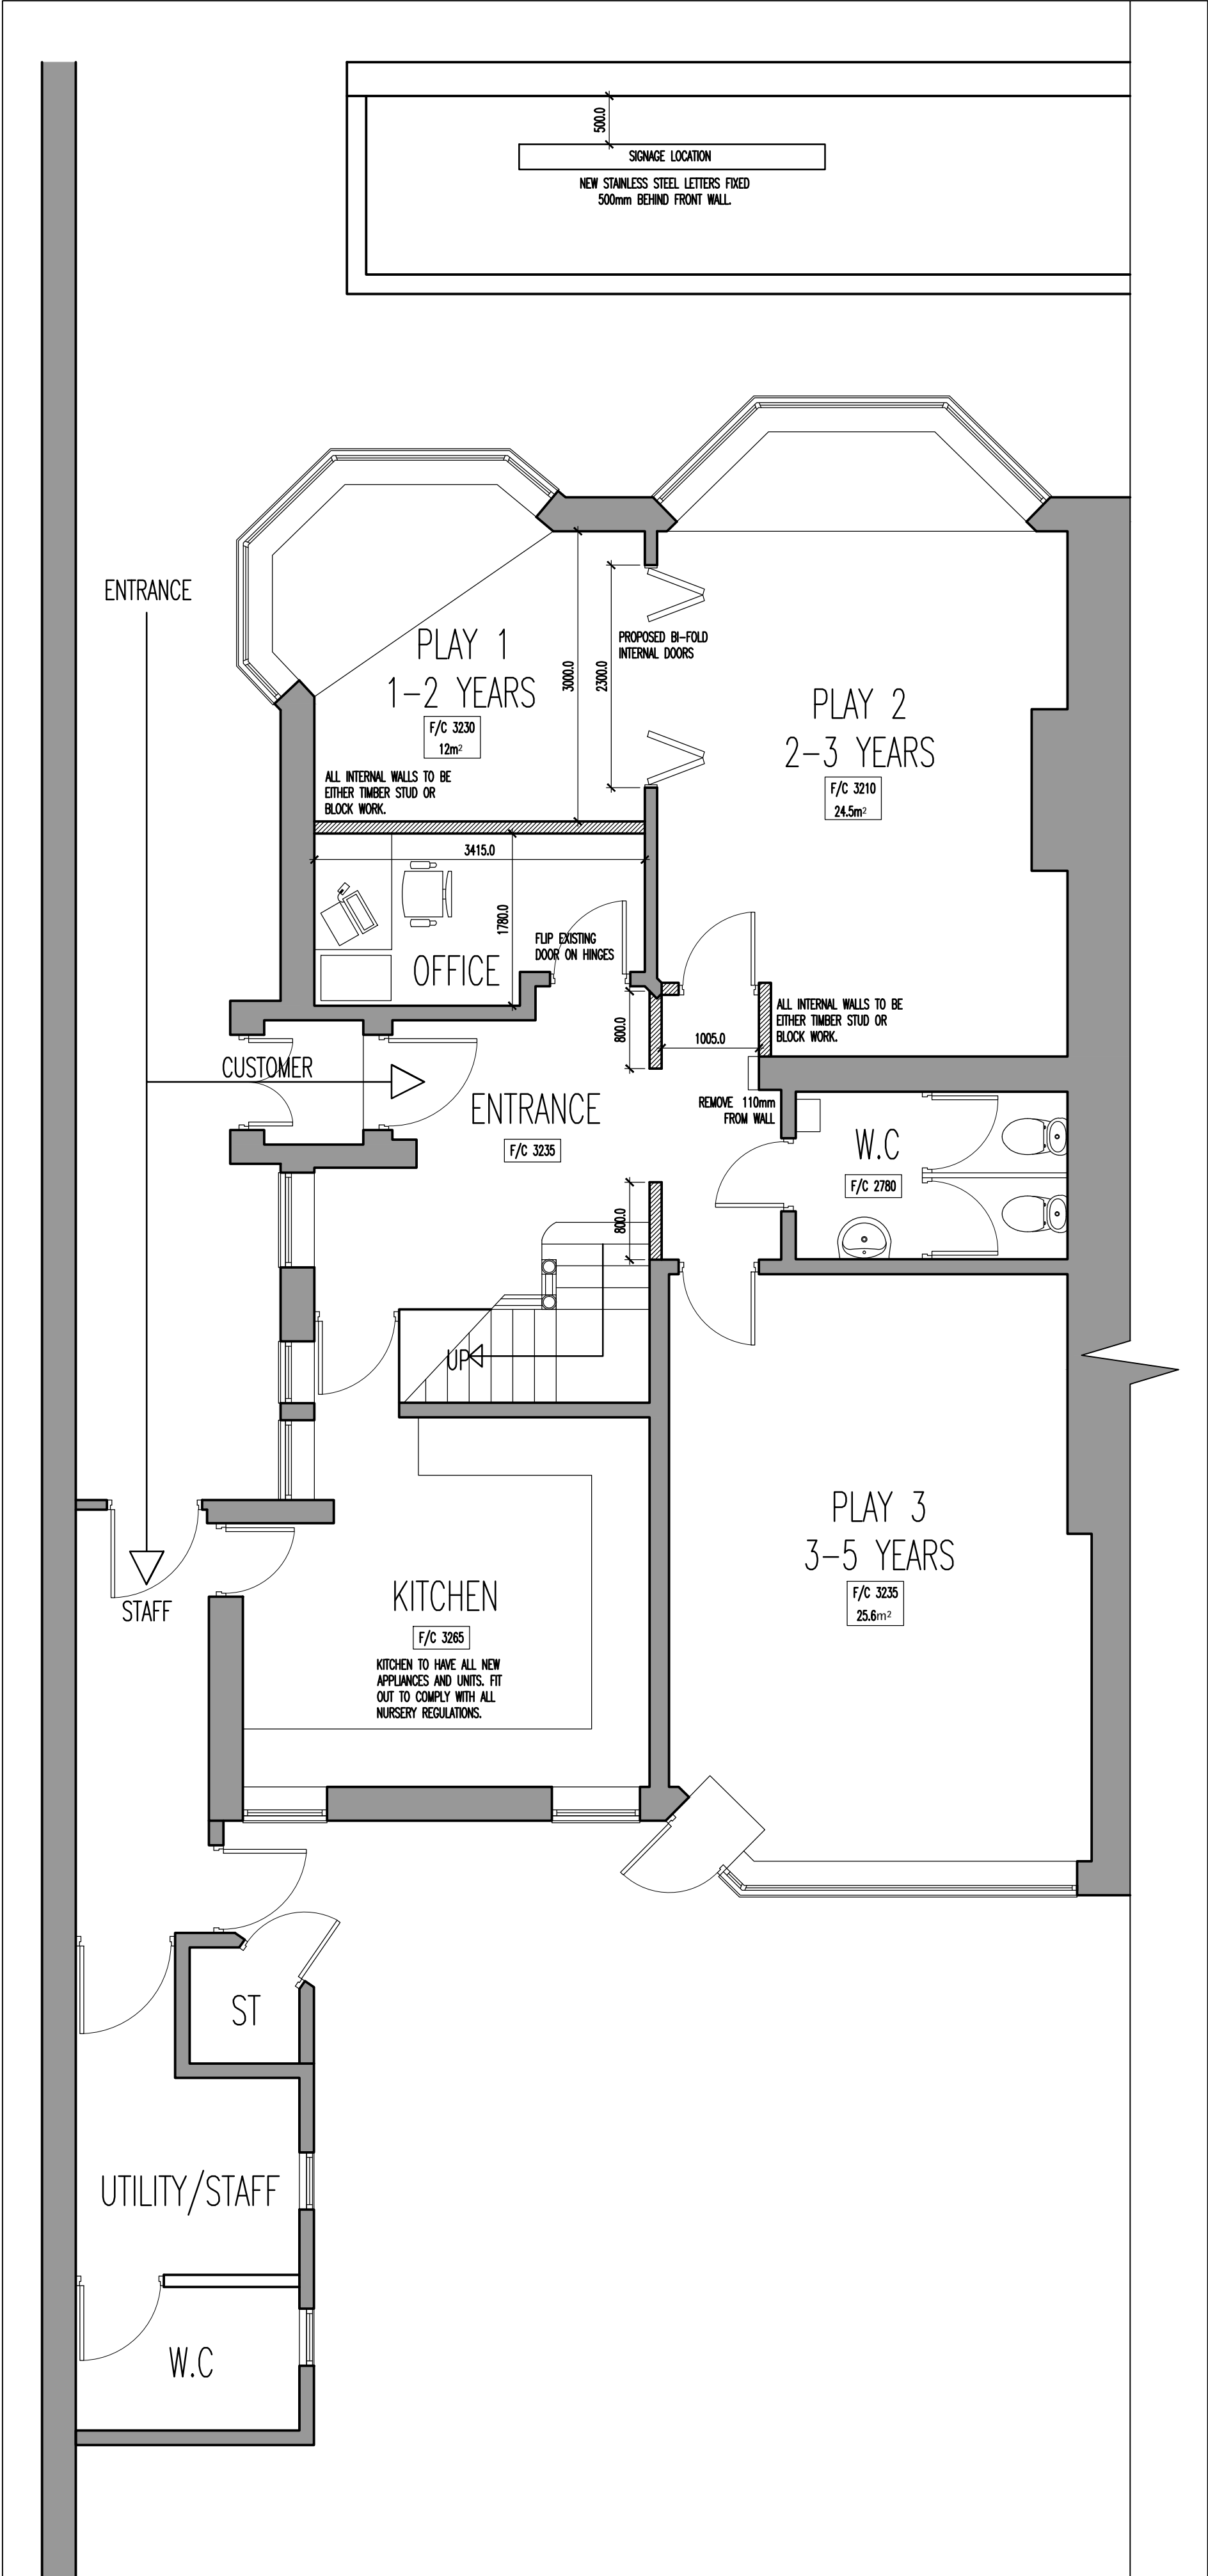 500.0
SIGNAGE LOCATION
NEW STAINLESS STEEL LETTERS FIXED
500mm BEHIND FRONT WALL.
ENTRANCE
PLAY 1
1-2 YEARS
F/C 3230
12m²
3000.0
2300.0
PROPOSED BI-FOLD
INTERNAL DOORS
PLAY 2
2-3 YEARS
F/C 3210
24.5m²
ALL INTERNAL WALLS TO BE
EITHER TIMBER STUD OR
BLOCK WORK.
3415.0
1780.0
FLIP EXISTING
DOOR ON HINGES
OFFICE
800.0
1005.0
ALL INTERNAL WALLS TO BE
EITHER TIMBER STUD OR
BLOCK WORK.
CUSTOMER
ENTRANCE
F/C 3235
REMOVE 110mm
FROM WALL
W.C
F/C 2780
800.0
UP
PLAY 3
3-5 YEARS
F/C 3235
25.6m²
STAFF
KITCHEN
F/C 3265
KITCHEN TO HAVE ALL NEW
APPLIANCES AND UNITS. FIT
OUT TO COMPLY WITH ALL
NURSERY REGULATIONS.
ST
UTILITY/STAFF
W.C